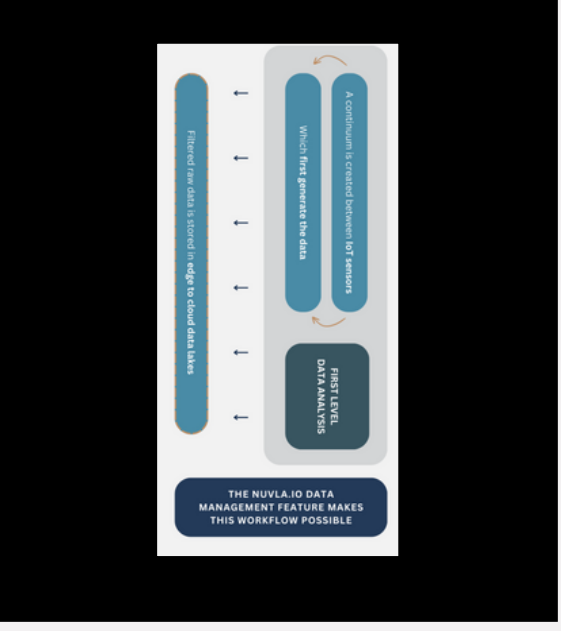 A continuum is created between IoT sensors
Which first generate the data
FIRST LEVEL
DATA ANALYSIS
Filtered raw data is stored in edge to cloud data lakes
THE NUVLA.IO DATA
MANAGEMENT FEATURE MAKES
THIS WORKFLOW POSSIBLE